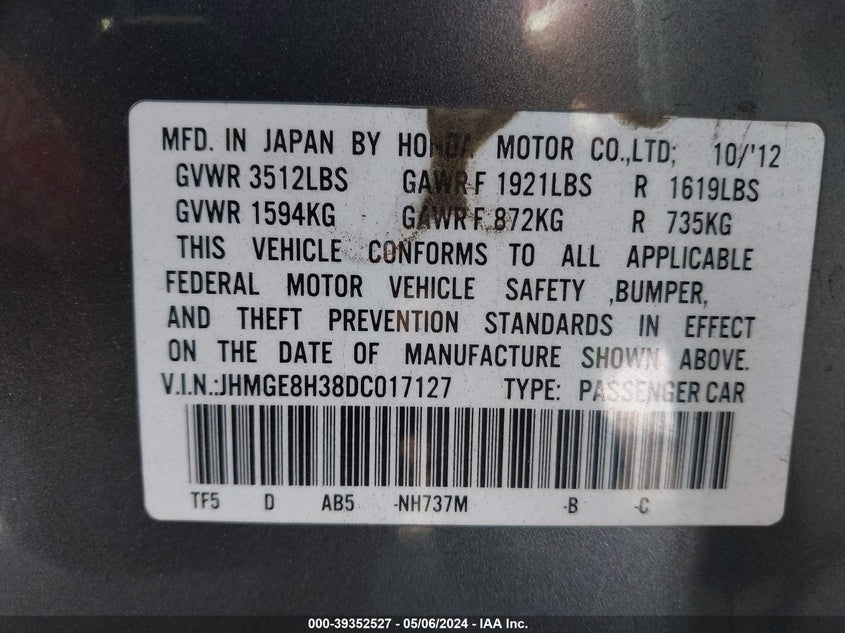 MFD. IN JAPAN BY HONDA MOTOR CO.,LTD; 10/'12
GVWR 3512LBS GAWR F 1921LBS R 1619LBS
GVWR 1594KG GAWR F 872KG R 735KG
THIS VEHICLE CONFORMS TO ALL APPLICABLE
FEDERAL MOTOR VEHICLE SAFETY ,BUMPER,
AND THEFT PREVENTION STANDARDS IN EFFECT
ON THE DATE OF MANUFACTURE SHOWN ABOVE.
V.I.N.:JHMGE8H38DC017127 TYPE: PASSENGER CAR
TF5 D AB5 -NH737M -B -C
000-39352527 - 05/06/2024 - IAA Inc.